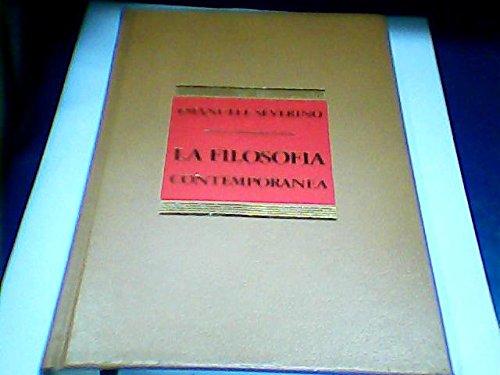 EMANUELE SEVERINO
LA FILOSOFIA
CONTEMPORANEA